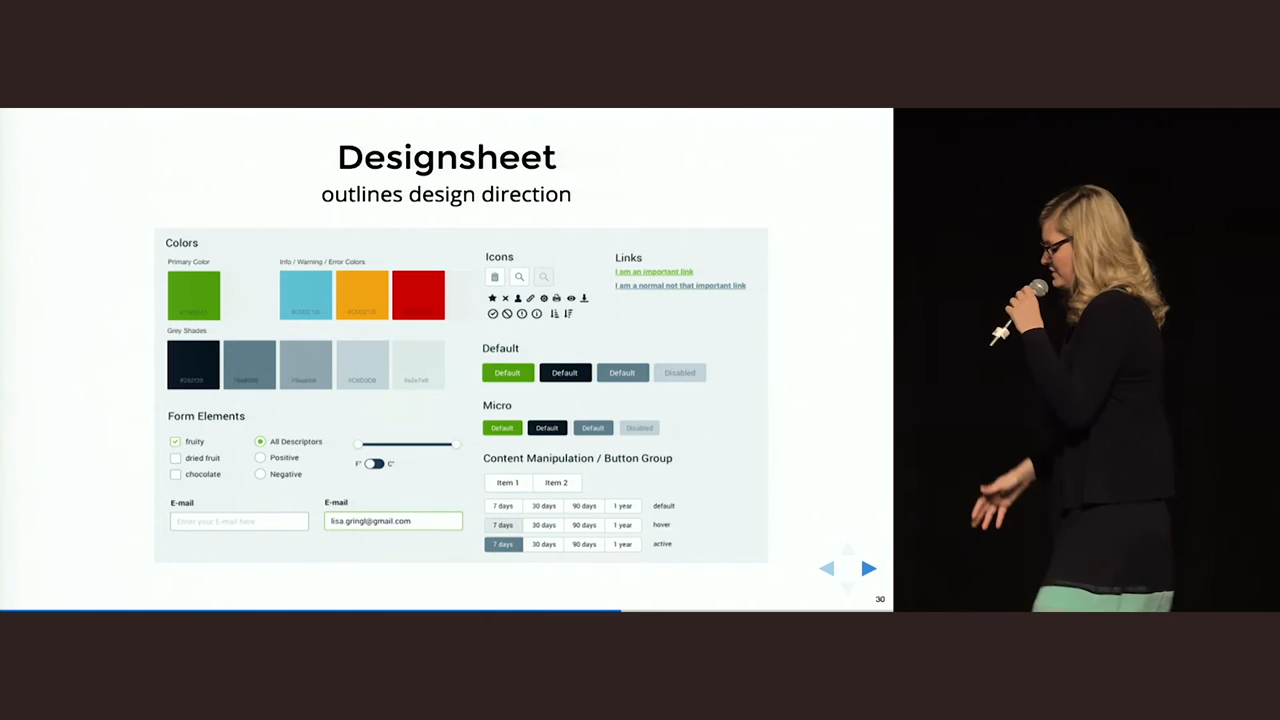 Designsheet
outlines design direction
Colors
Primary Color
Info / Warning / Error Colors
Grey Shades
Form Elements
fruity
dried fruit
chocolate
All Descriptors
Positive
Negative
F° C°
E-mail
Enter your E-mail here
E-mail
lisa.gringl@gmail.com
Icons
Links
I am an important link
I am a normal not that important link
Default
Default Default Default Disabled
Micro
Default Default Default Disabled
Content Manipulation / Button Group
Item 1 Item 2
7 days 30 days 90 days 1 year default
7 days 30 days 90 days 1 year hover
7 days 30 days 90 days 1 year active
30